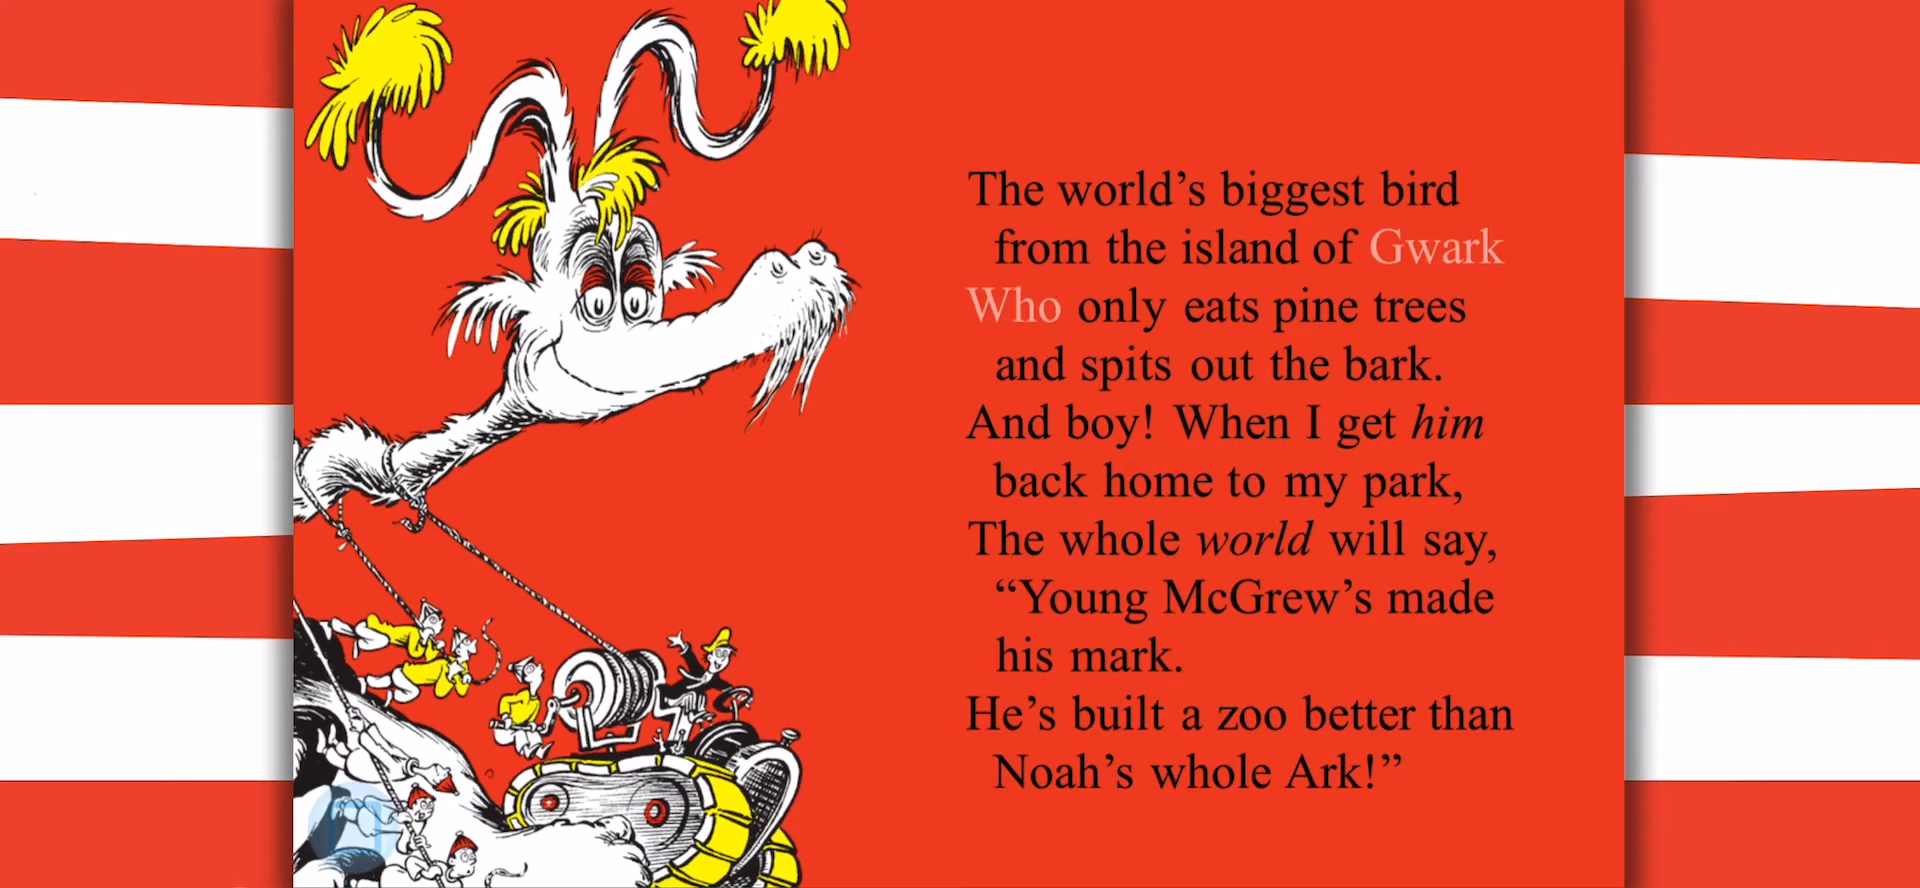 The world’s biggest bird
from the island of Gwark
Who only eats pine trees
and spits out the bark.
And boy! When I get him
back home to my park,
The whole world will say,
“Young McGrew’s made
his mark.
He’s built a zoo better than
Noah’s whole Ark!”